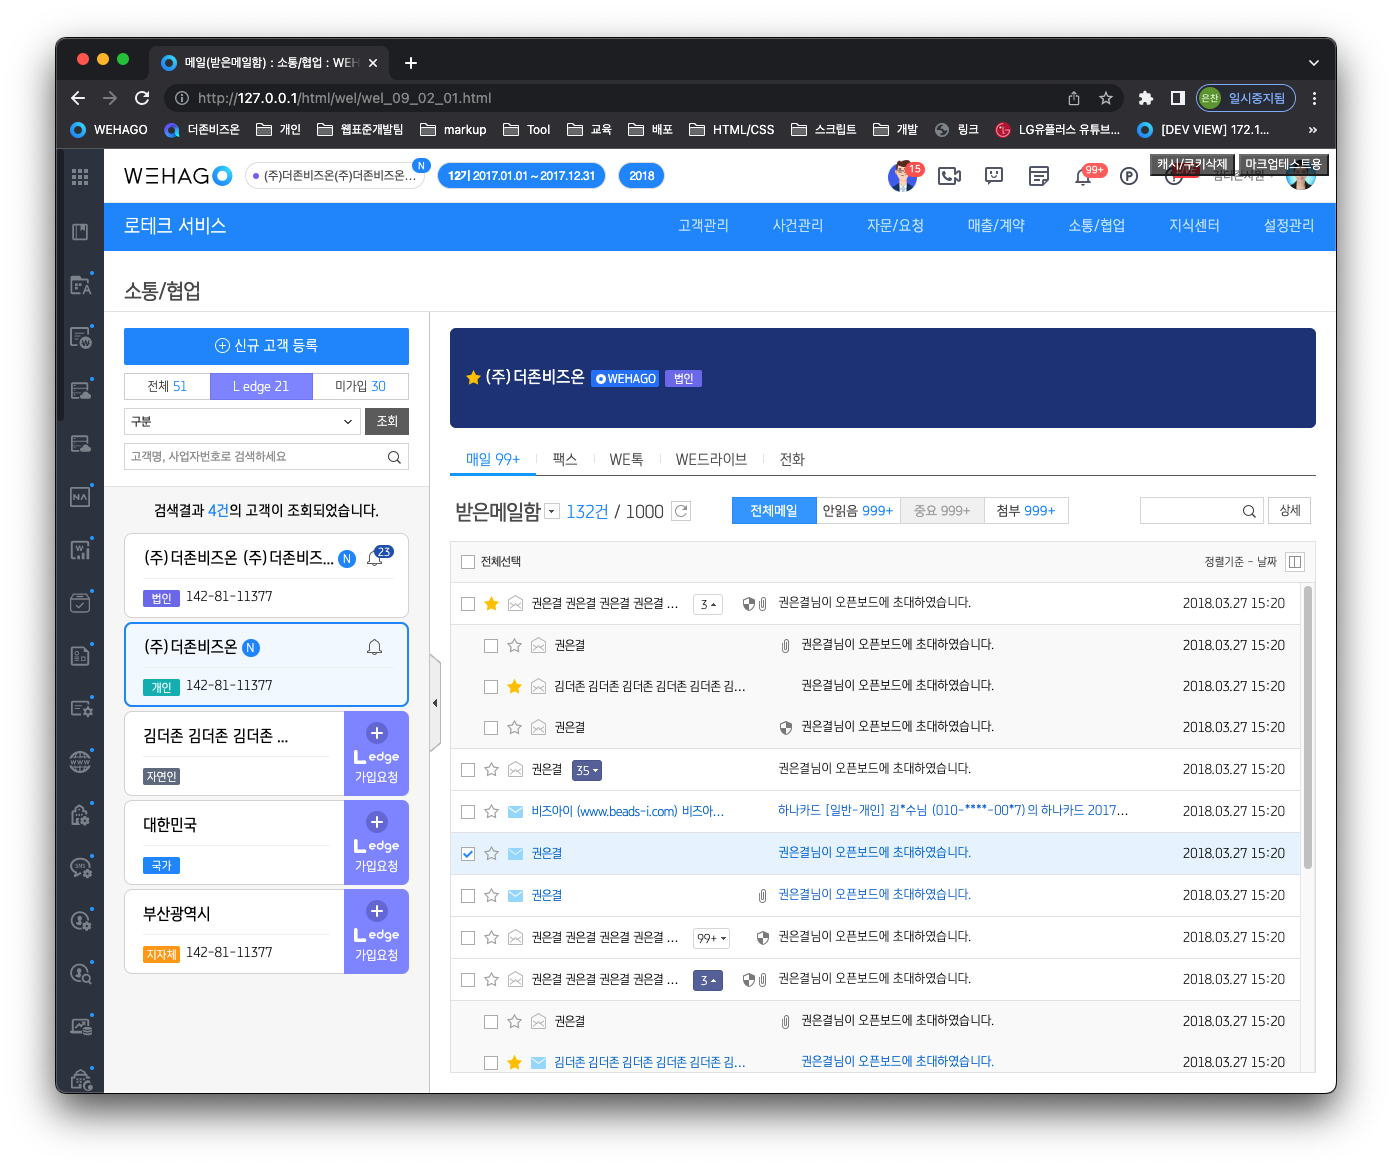 메일(받은메일함) : 소통/협업 : WEH
http://127.0.0.1/html/wel/wel_09_02_01.html
은찬 일시중지됨
WEHAGO 더존비즈온 개인 웹표준개발팀 markup Tool 교육 배포 HTML/CSS 스크립트 개발 링크 LG유플러스 유튜브... [DEV VIEW] 172.1... »
WEHAGO (주)더존비즈온(주)더존비즈온... N 12기 2017.01.01 ~ 2017.12.31 2018 15 99+ 캐시/쿠키삭제 마크업테스트용
로테크 서비스 고객관리 사건관리 자문/요청 매출/계약 소통/협업 지식센터 설정관리
소통/협업
신규 고객 등록
전체 51 L edge 21 미가입 30
구분 조회
고객명, 사업자번호로 검색하세요
검색결과 4건의 고객이 조회되었습니다.
(주)더존비즈온 (주)더존비즈... N 23
법인 142-81-11377
(주)더존비즈온 N
개인 142-81-11377
김더존 김더존 김더존 ...
자연인
L edge
가입요청
대한민국
국가
L edge
가입요청
부산광역시
지자체 142-81-11377
L edge
가입요청
(주)더존비즈온 WEHAGO 법인
매일 99+ 팩스 WE톡 WE드라이브 전화
받은메일함 132건 / 1000 전체메일 안읽음 999+ 중요 999+ 첨부 999+ 상세
전체선택 정렬기준 - 날짜
권은결 권은결 권은결 권은결 ... 3 권은결님이 오픈보드에 초대하였습니다. 2018.03.27 15:20
권은결 권은결님이 오픈보드에 초대하였습니다. 2018.03.27 15:20
김더존 김더존 김더존 김더존 김더존 김... 권은결님이 오픈보드에 초대하였습니다. 2018.03.27 15:20
권은결 권은결님이 오픈보드에 초대하였습니다. 2018.03.27 15:20
권은결 35 권은결님이 오픈보드에 초대하였습니다. 2018.03.27 15:20
비즈아이 (www.beads-i.com) 비즈아... 하나카드 [일반-개인] 김*수님 (010-****-00*7)의 하나카드 2017... 2018.03.27 15:20
권은결 권은결님이 오픈보드에 초대하였습니다. 2018.03.27 15:20
권은결 권은결님이 오픈보드에 초대하였습니다. 2018.03.27 15:20
권은결 권은결 권은결 권은결 ... 99+ 권은결님이 오픈보드에 초대하였습니다. 2018.03.27 15:20
권은결 권은결 권은결 권은결 ... 3 권은결님이 오픈보드에 초대하였습니다. 2018.03.27 15:20
권은결 권은결님이 오픈보드에 초대하였습니다. 2018.03.27 15:20
김더존 김더존 김더존 김더존 김더존 김... 권은결님이 오픈보드에 초대하였습니다. 2018.03.27 15:20